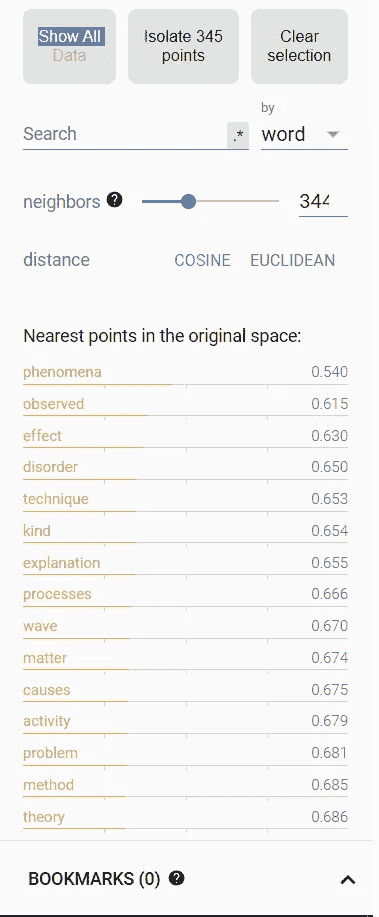 Show All Data
Isolate 345 points
Clear selection
by
Search
.*
word
neighbors ?
344
distance
COSINE
EUCLIDEAN
Nearest points in the original space:
phenomena 0.540
observed 0.615
effect 0.630
disorder 0.650
technique 0.653
kind 0.654
explanation 0.655
processes 0.666
wave 0.670
matter 0.674
causes 0.675
activity 0.679
problem 0.681
method 0.685
theory 0.686
BOOKMARKS (0) ?